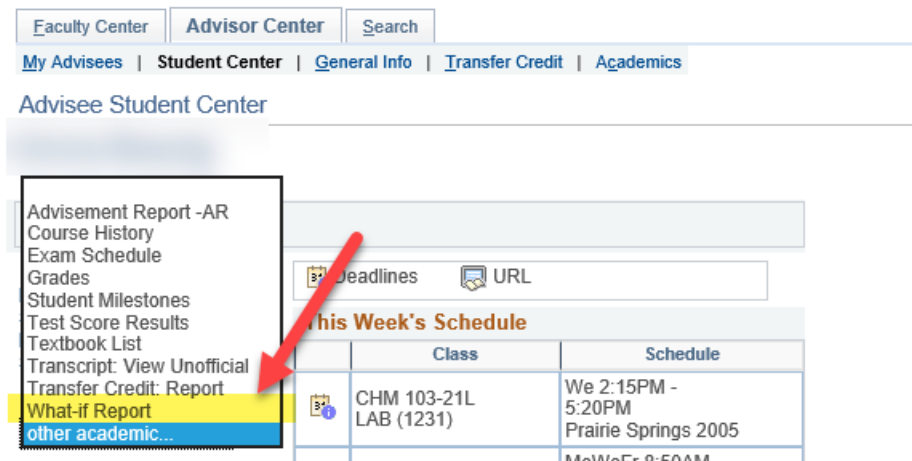 Faculty Center Advisor Center Search
My Advisees | Student Center | General Info | Transfer Credit | Academics
Advisee Student Center
Advisement Report -AR
Course History
Exam Schedule
Grades
Student Milestones
Test Score Results
Textbook List
Transcript: View Unofficial
Transfer Credit: Report
What-if Report
other academic...
Deadlines URL
This Week's Schedule
Class Schedule
CHM 103-21L
LAB (1231)
We 2:15PM -
5:20PM
Prairie Springs 2005
MoWeFr 8:50AM